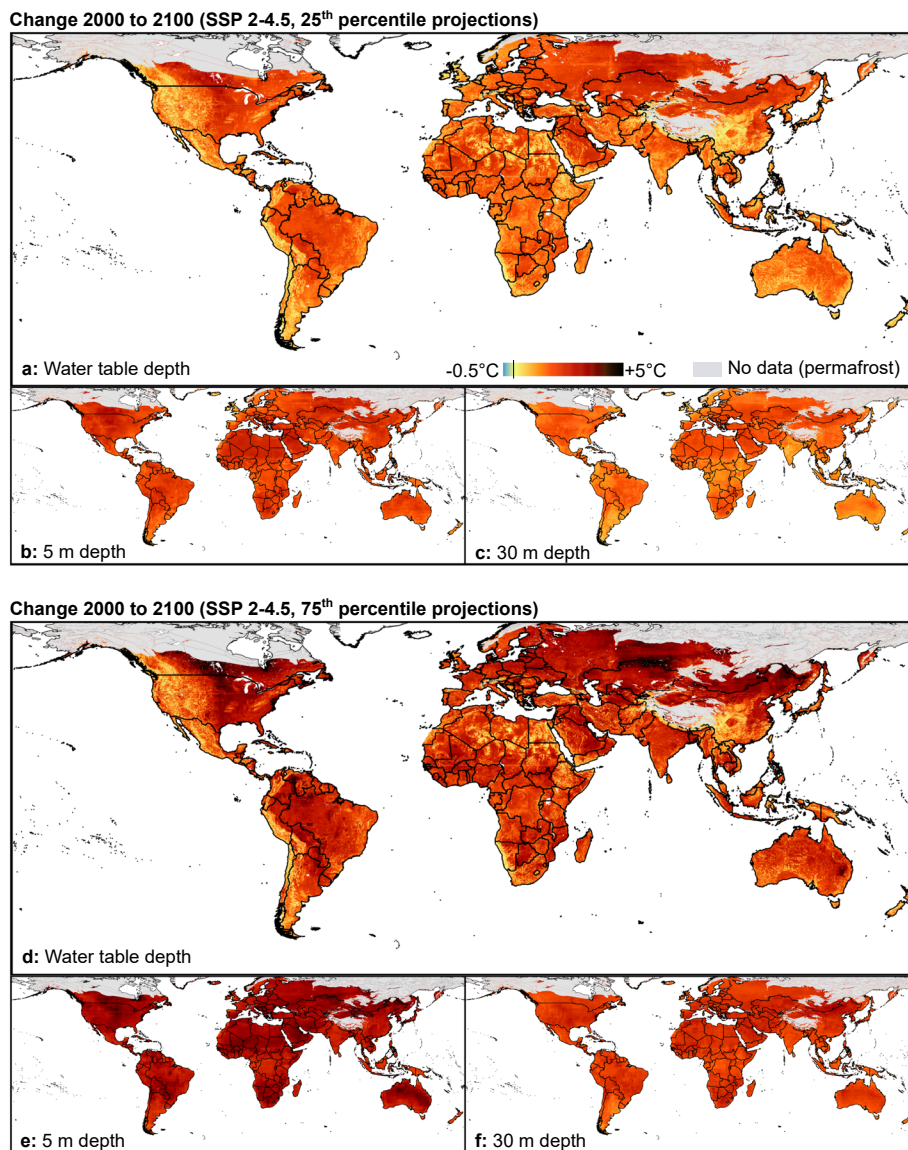 Change 2000 to 2100 (SSP 2-4.5, 25th percentile projections)
a: Water table depth
-0.5°C +5°C No data (permafrost)
b: 5 m depth
c: 30 m depth
Change 2000 to 2100 (SSP 2-4.5, 75th percentile projections)
d: Water table depth
e: 5 m depth
f: 30 m depth